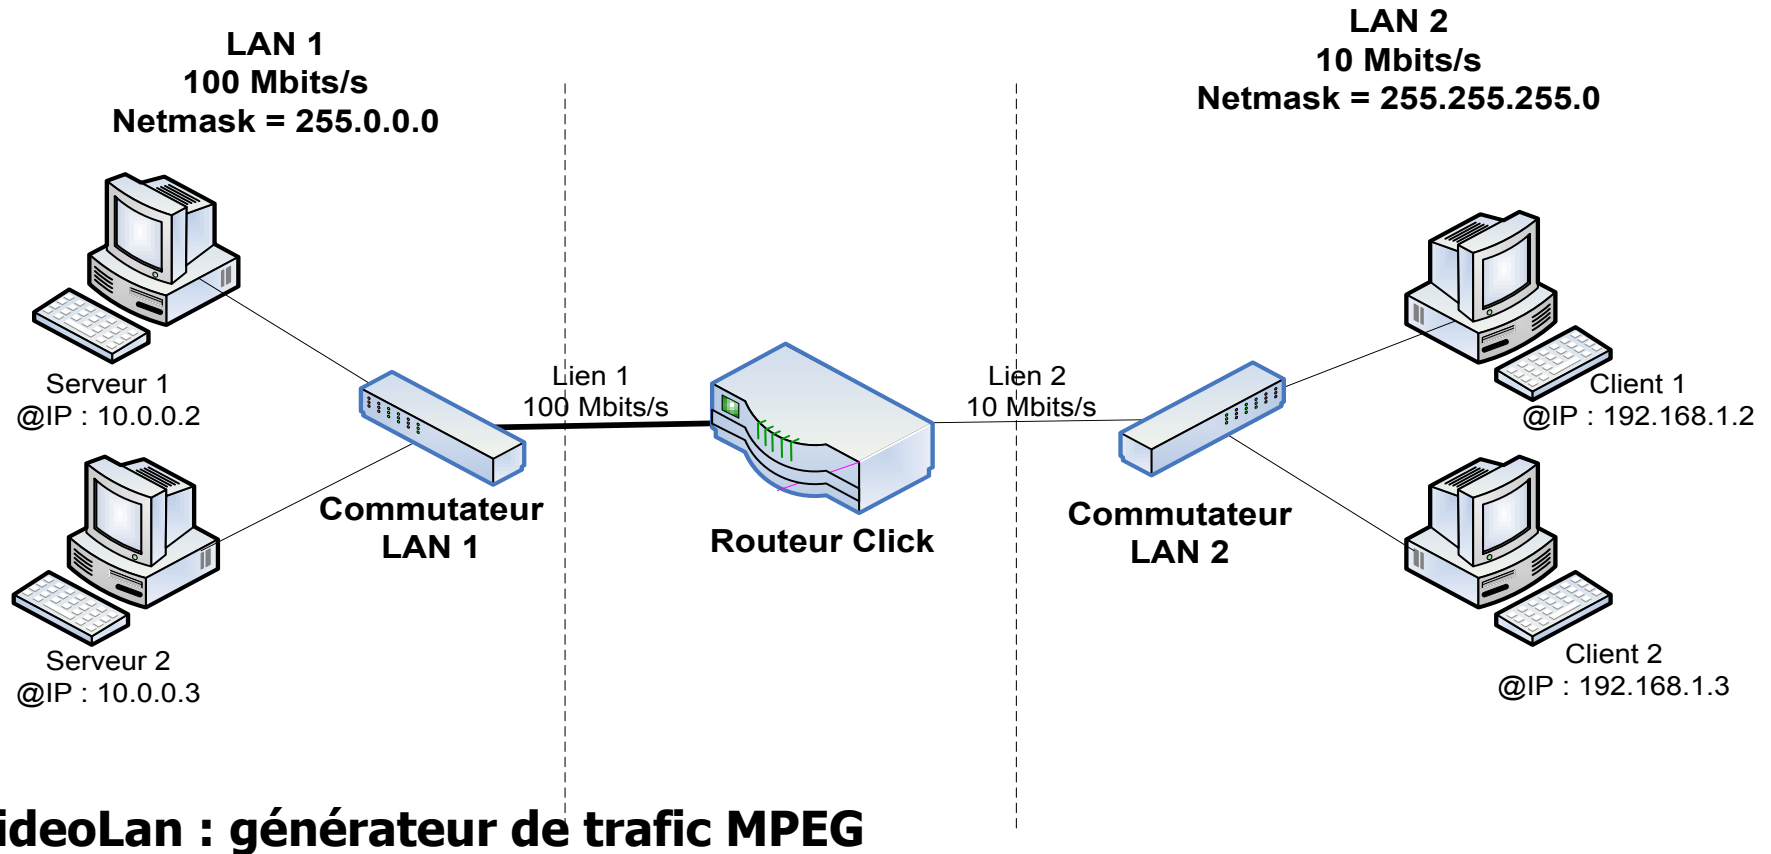 LAN 1
100 Mbits/s
Netmask = 255.0.0.0
LAN 2
10 Mbits/s
Netmask = 255.255.255.0
Serveur 1
@IP : 10.0.0.2
Lien 1
100 Mbits/s
Lien 2
10 Mbits/s
Client 1
@IP : 192.168.1.2
Commutateur
LAN 1
Routeur Click
Commutateur
LAN 2
Serveur 2
@IP : 10.0.0.3
Client 2
@IP : 192.168.1.3
ideoLan : générateur de trafic MPEG